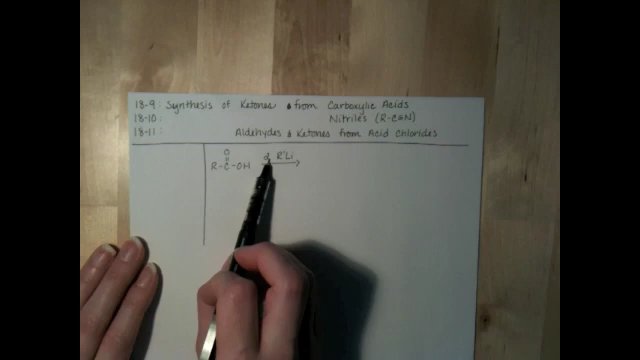 18-9: Synthesis of Ketones from Carboxylic Acids
18-10: Nitriles (R-C≡N)
18-11: Aldehydes & Ketones from Acid Chlorides
O
R-C-OH 2 R'Li